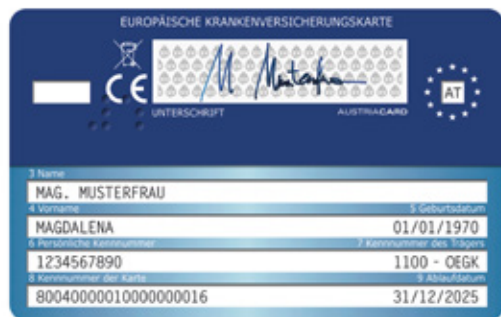 EUROPÄISCHE KRANKENVERSICHERUNGSKARTE
CE
M Musterfrau
AT
UNTERSCHRIFT AUSTRIACARD
3 Name
MAG. MUSTERFRAU
4 Vorname 5 Geburtsdatum
MAGDALENA 01/01/1970
6 Persönliche Kennnummer 7 Kennnummer des Trägers
1234567890 1100 - OEGK
8 Kennnummer der Karte 9 Ablaufdatum
80040000010000000016 31/12/2025